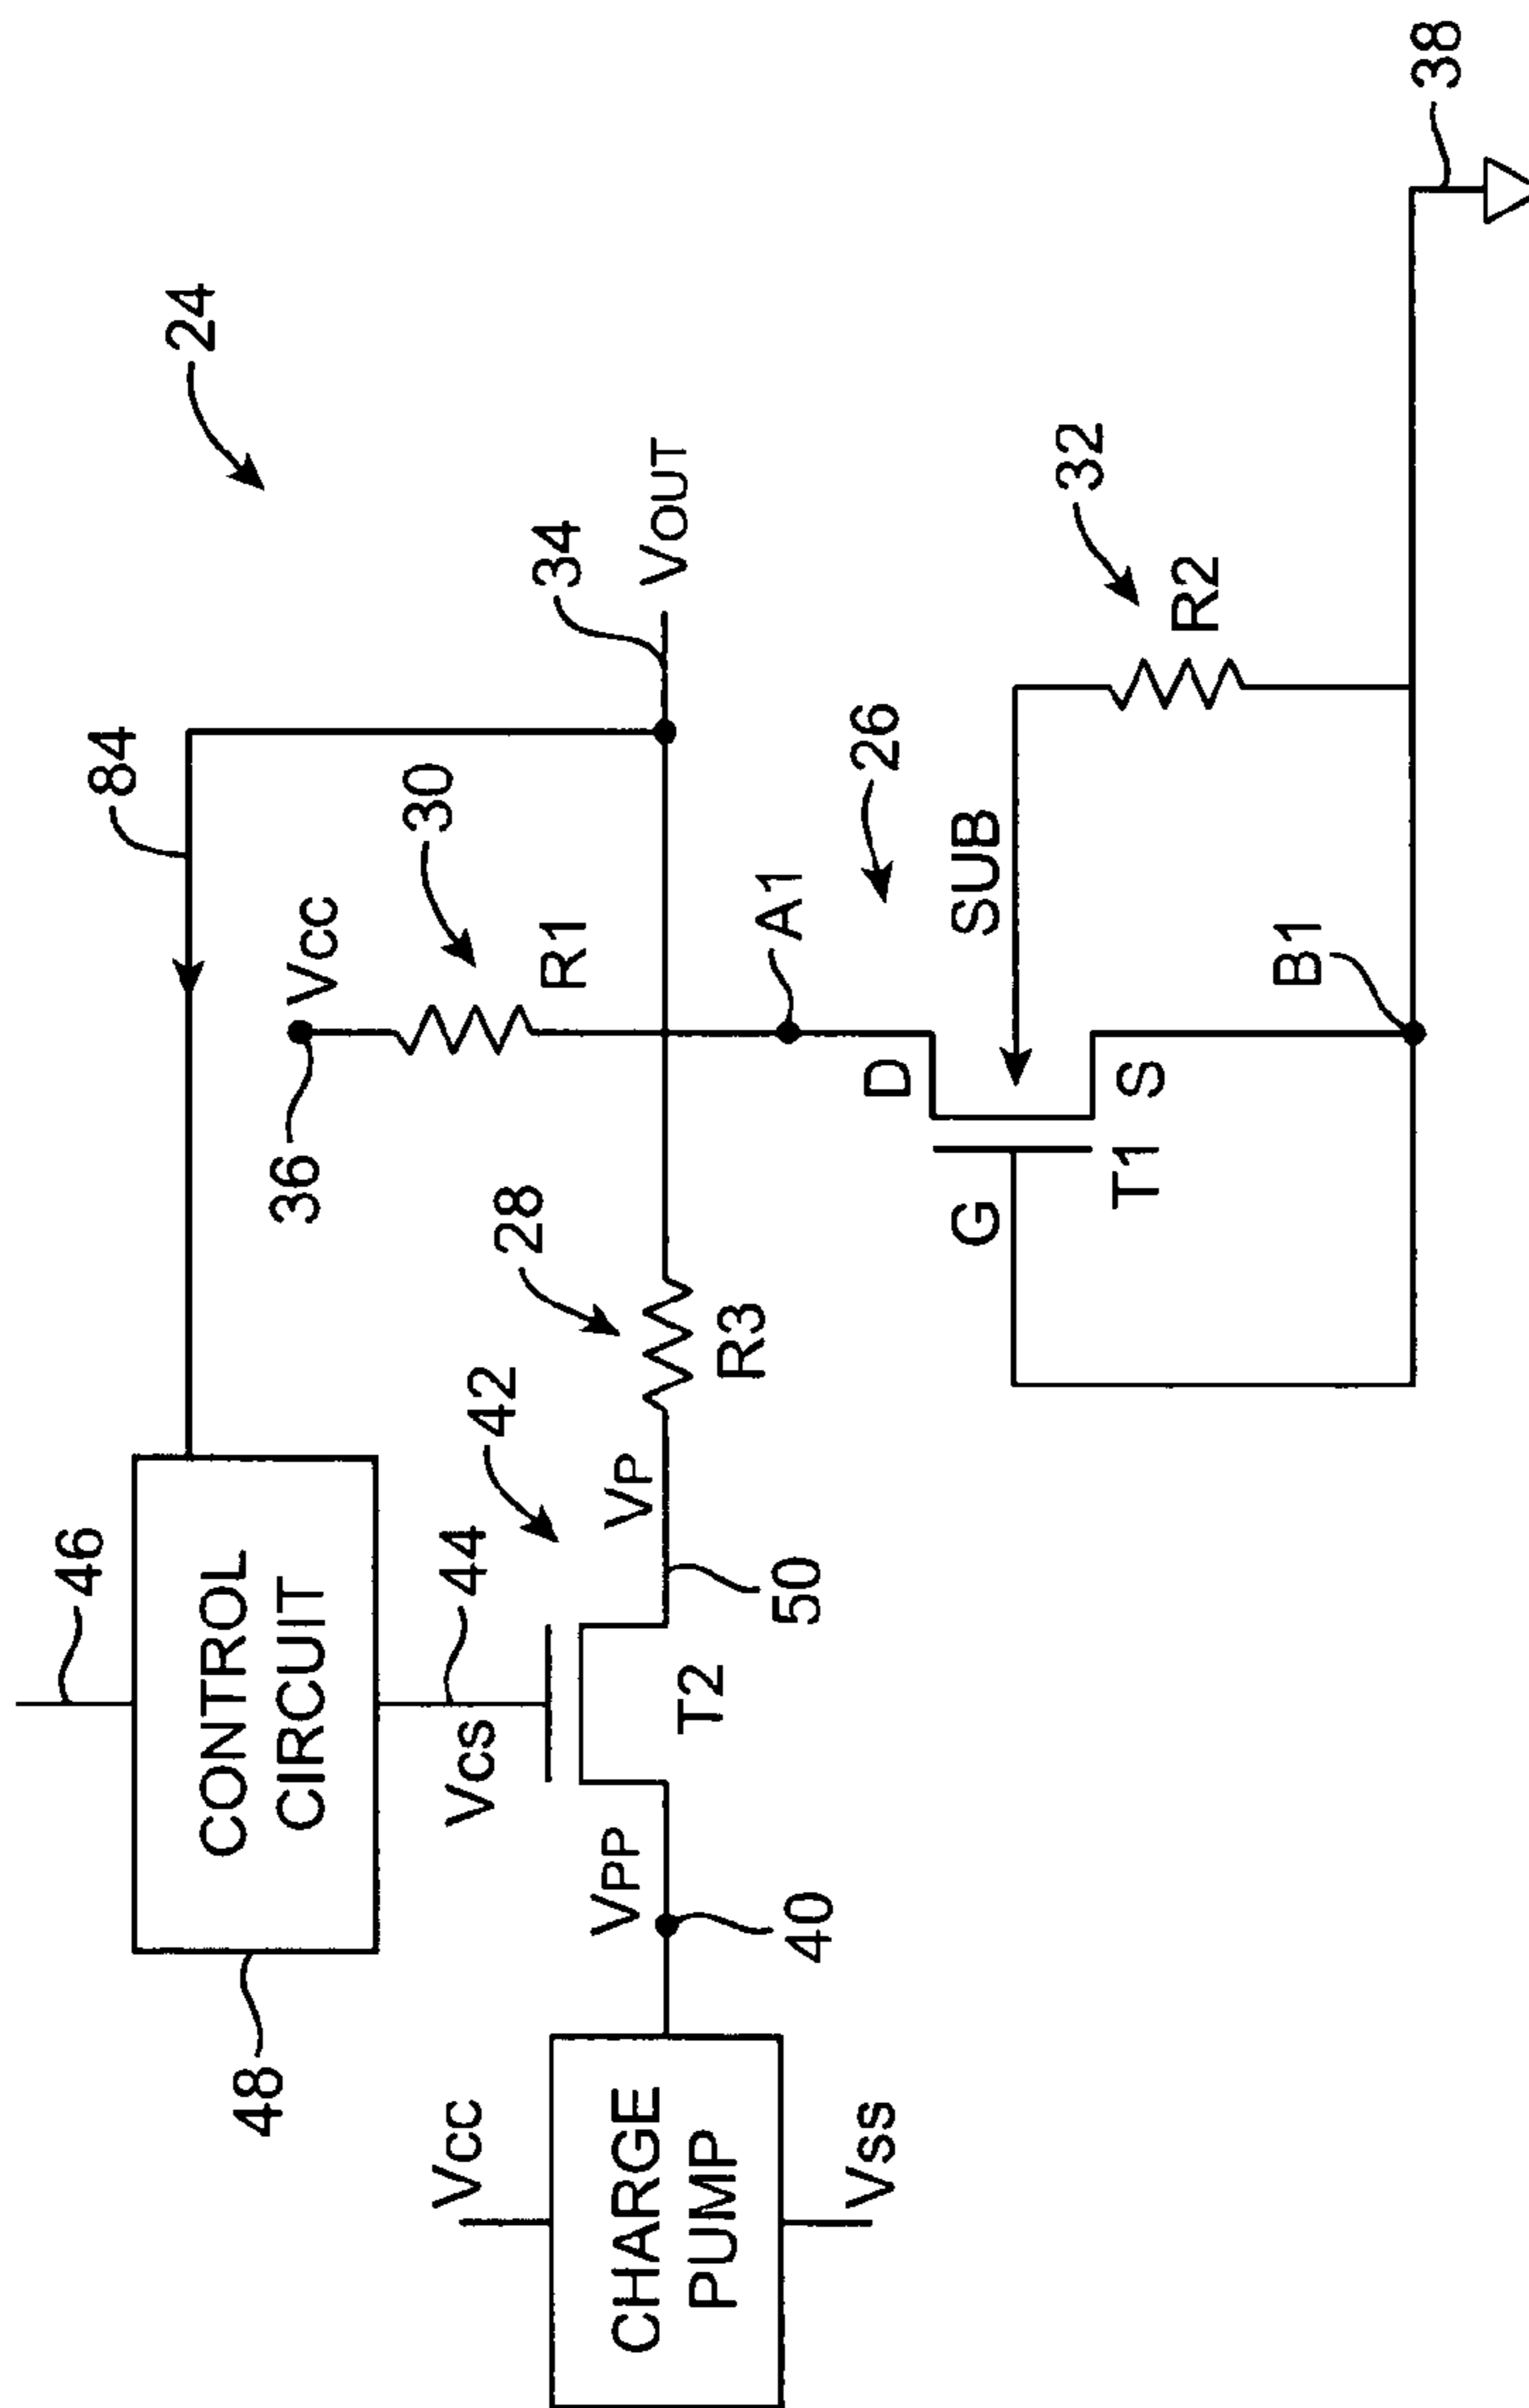 24
46
84
CONTROL
CIRCUIT
48
36
VCC
30
R1
34
VOUT
44
VCS
42
28
VCC
CHARGE
PUMP
VSS
VPP
40
T2
VP
50
R3
A1
26
D
G
T1
S
SUB
32
R2
B1
38